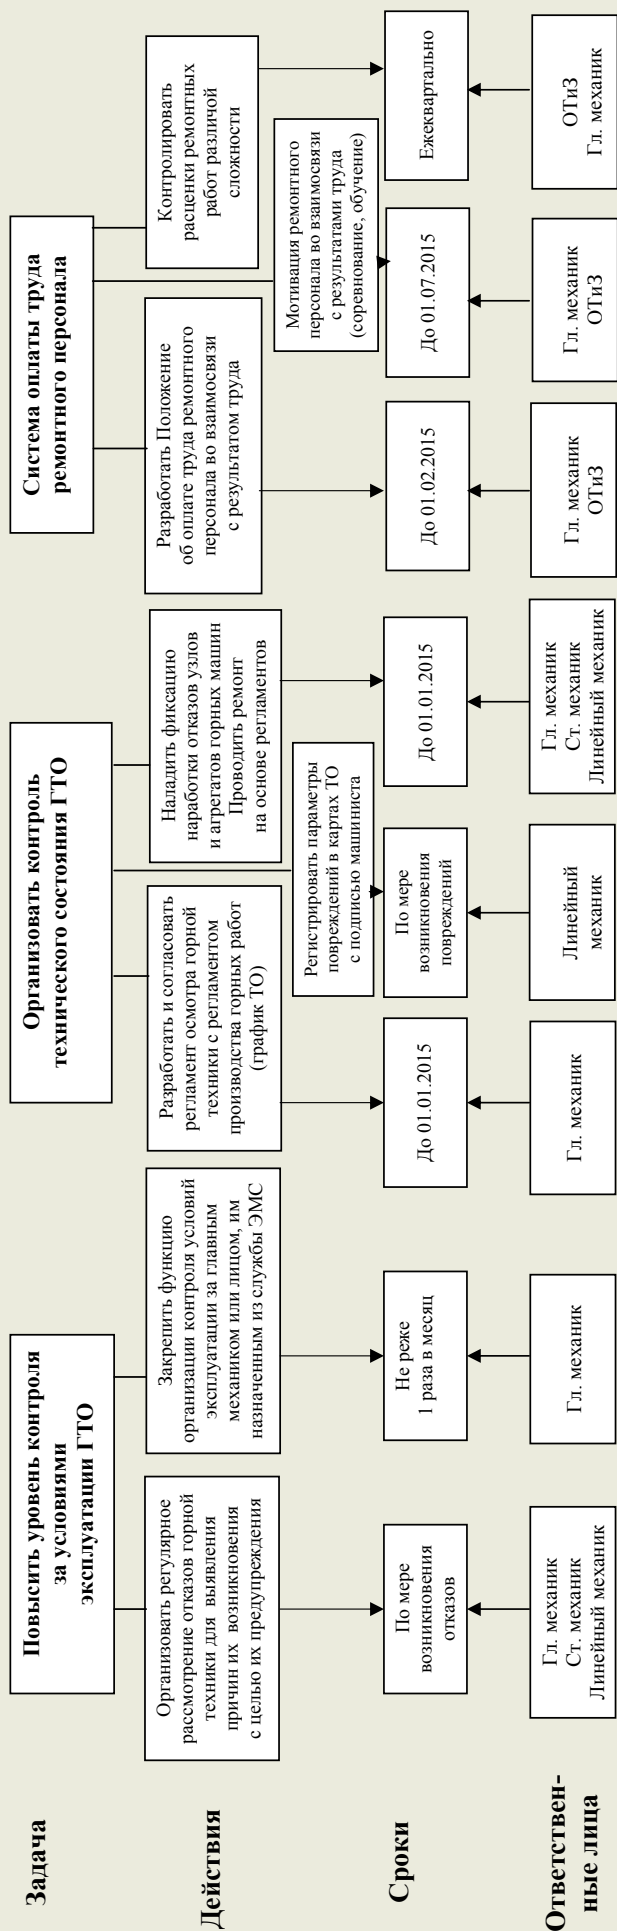 Задача
Повысить уровень контроля
за условиями
эксплуатации ГТО
Организовать контроль
технического состояния ГТО
Система оплаты труда
ремонтного персонала
Действия
Организовать регулярное
рассмотрение отказов горной
техники для выявления
причин их возникновения
с целью их предупреждения
Закрепить функцию
организации контроля условий
эксплуатации за главным
механиком или лицом, им
назначенным из службы ЭМС
Разработать и согласовать
регламент осмотра горной
техники с регламентом
производства горных работ
(график ТО)
Регистрировать параметры
повреждений в картах ТО
с подписью машиниста
Наладить фиксацию
наработки отказов узлов
и агрегатов горных машин
Проводить ремонт
на основе регламентов
Разработать Положение
об оплате труда ремонтного
персонала во взаимосвязи
с результатом труда
Мотивация ремонтного
персонала во взаимосвязи
с результатами труда
(соревнование, обучение)
Контролировать
расценки ремонтных
работ различой
сложности
Сроки
По мере
возникновения
отказов
Не реже
1 раза в месяц
До 01.01.2015
По мере
возникновения
повреждений
До 01.01.2015
До 01.02.2015
До 01.07.2015
Ежеквартально
Ответствен-
ные лица
Гл. механик
Ст. механик
Линейный механик
Гл. механик
Гл. механик
Линейный
механик
Гл. механик
Ст. механик
Линейный механик
Гл. механик
ОТиЗ
Гл. механик
ОТиЗ
ОТиЗ
Гл. механик